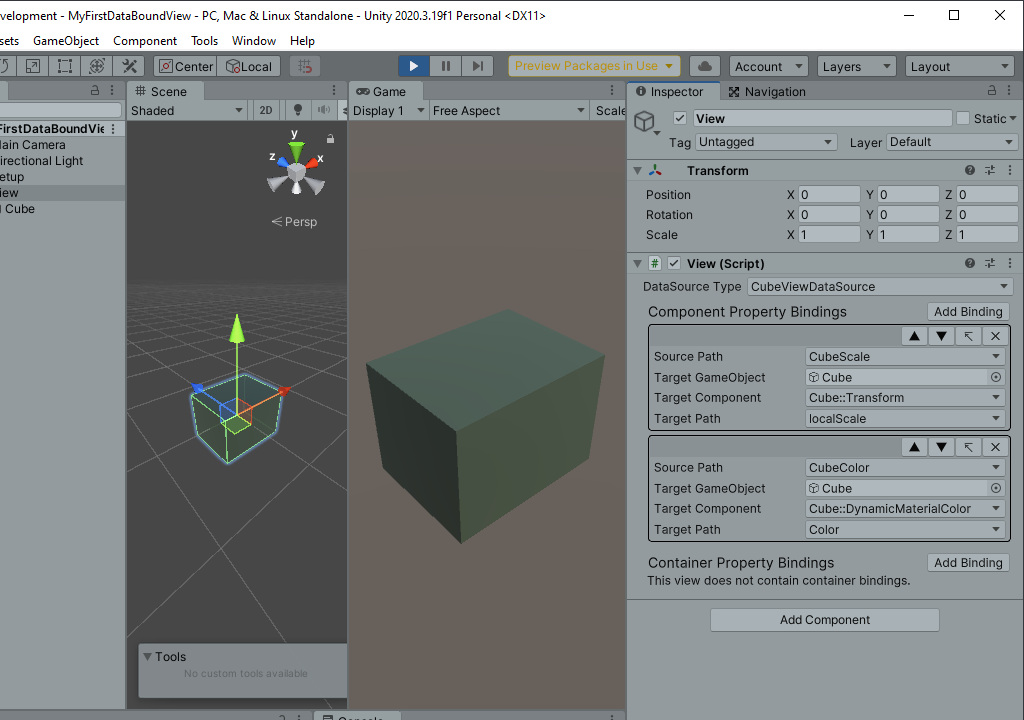 evelopment - MyFirstDataBoundView - PC, Mac & Linux Standalone - Unity 2020.3.19f1 Personal <DX11>
sets GameObject Component Tools Window Help
Center Local Preview Packages in Use Account Layers Layout
Scene Game Inspector Navigation
Shaded 2D Display 1 Free Aspect Scale
FirstDataBoundVie
ain Camera
irectional Light
etup
iew
Cube
y
z
x
Persp
View Static
Tag Untagged Layer Default
Transform
Position X 0 Y 0 Z 0
Rotation X 0 Y 0 Z 0
Scale X 1 Y 1 Z 1
# View (Script)
DataSource Type CubeViewDataSource
Component Property Bindings Add Binding
Source Path CubeScale
Target GameObject Cube
Target Component Cube::Transform
Target Path localScale
Source Path CubeColor
Target GameObject Cube
Target Component Cube::DynamicMaterialColor
Target Path Color
Container Property Bindings Add Binding
This view does not contain container bindings.
Add Component
Tools
No custom tools available
Console